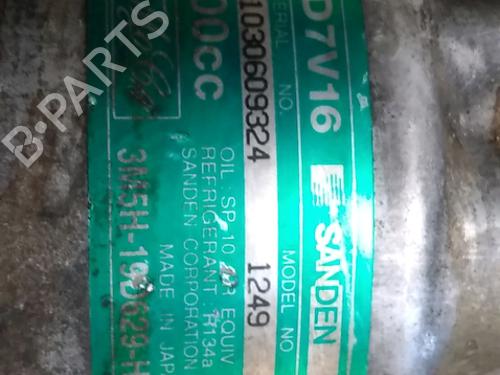 D7V16 SANDEN
SERIAL NO. MODEL NO
1030609324 1249
00cc
OIL: SP-10 OR EQUIV
REFRIGERANT: R134a
SANDEN CORPORATION
MADE IN JAP
3M5H-19D629-H
B-PARTS